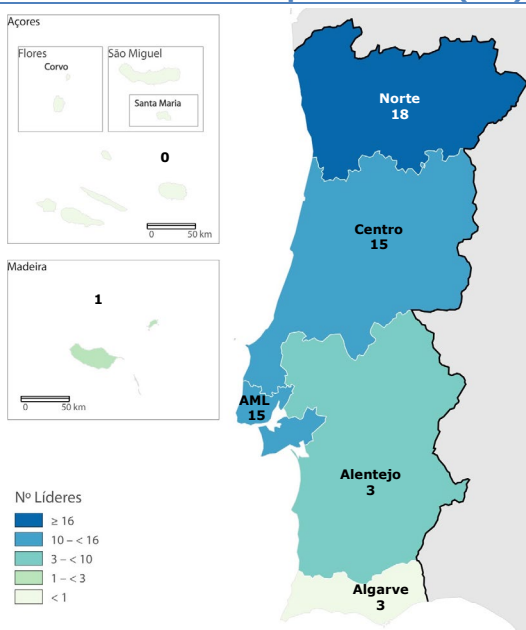 Açores
Flores
Corvo
São Miguel
Santa Maria
0
0 50 km
Madeira
1
0 50 km
Norte
18
Centro
15
AML
15
Alentejo
3
Algarve
3
Nº Líderes
≥ 16
10 – < 16
3 – < 10
1 – < 3
< 1